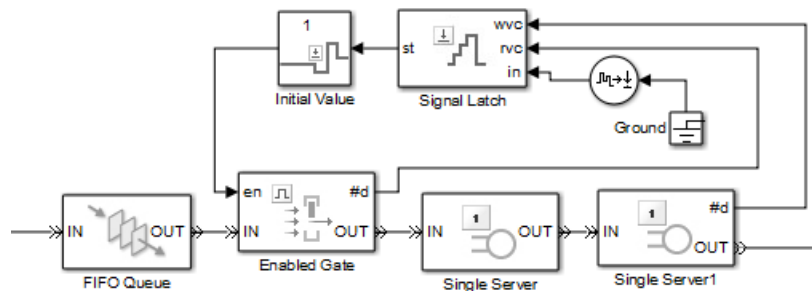 1
Initial Value
st
wvc
rvc
in
Signal Latch
Ground
IN
OUT
FIFO Queue
en
#d
IN
OUT
Enabled Gate
1
IN
OUT
Single Server
1
#d
IN
OUT
Single Server1